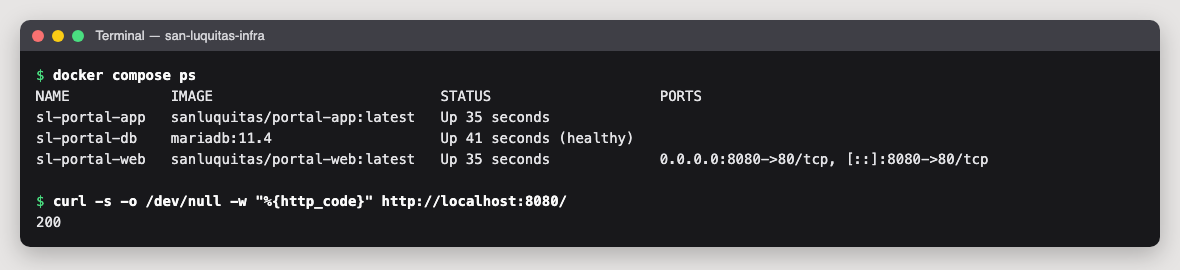 Terminal — san-luquitas-infra
$ docker compose ps
NAME IMAGE STATUS PORTS
sl-portal-app sanluquitas/portal-app:latest Up 35 seconds
sl-portal-db mariadb:11.4 Up 41 seconds (healthy)
sl-portal-web sanluquitas/portal-web:latest Up 35 seconds 0.0.0.0:8080->80/tcp, [::]:8080->80/tcp
$ curl -s -o /dev/null -w "%{http_code}" http://localhost:8080/
200